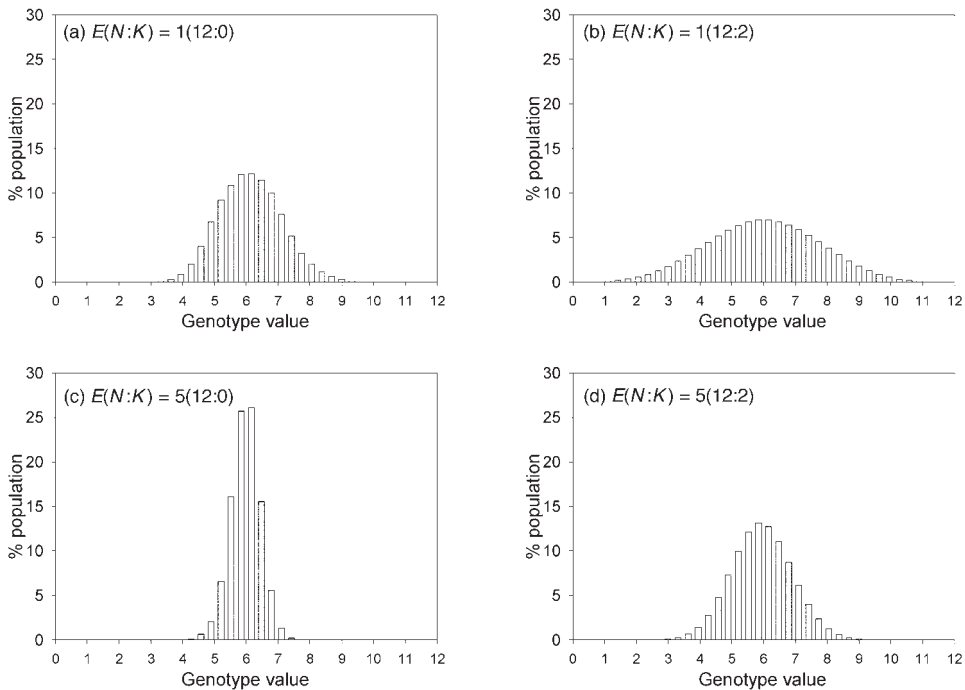 (a) E(N:K) = 1(12:0)
30
25
20
15
10
5
0
% population
0 1 2 3 4 5 6 7 8 9 10 11 12
Genotype value
(b) E(N:K) = 1(12:2)
30
25
20
15
10
5
0
% population
0 1 2 3 4 5 6 7 8 9 10 11 12
Genotype value
(c) E(N:K) = 5(12:0)
30
25
20
15
10
5
0
% population
0 1 2 3 4 5 6 7 8 9 10 11 12
Genotype value
(d) E(N:K) = 5(12:2)
30
25
20
15
10
5
0
% population
0 1 2 3 4 5 6 7 8 9 10 11 12
Genotype value